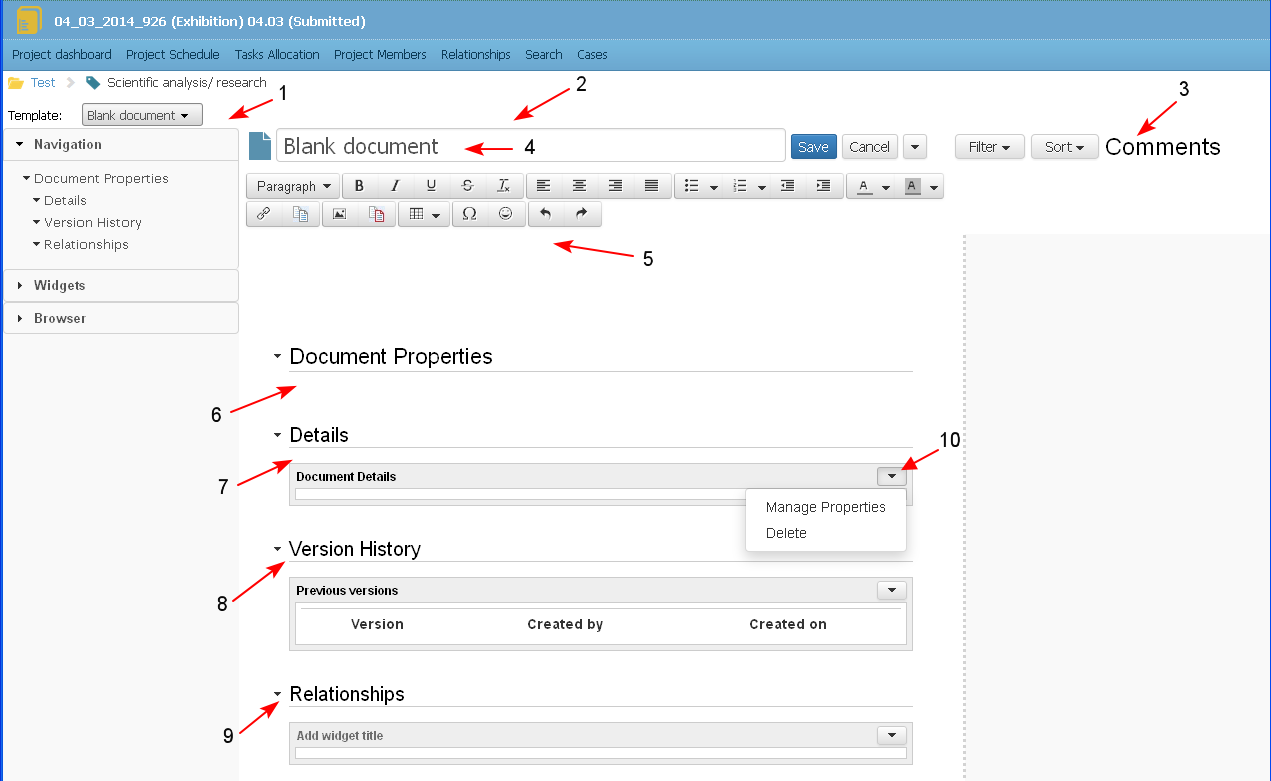 04_03_2014_926 (Exhibition) 04.03 (Submitted)
Project dashboard Project Schedule Tasks Allocation Project Members Relationships Search Cases
Test Scientific analysis/ research
1
2
3
Template: Blank document
Navigation
Document Properties
Details
Version History
Relationships
Widgets
Browser
Blank document
4
Save Cancel
Filter Sort Comments
Paragraph B I U S Tx A A
Ω
5
Document Properties
6
Details
10
7
Document Details
Manage Properties
Delete
Version History
8
Previous versions
Version Created by Created on
Relationships
9
Add widget title